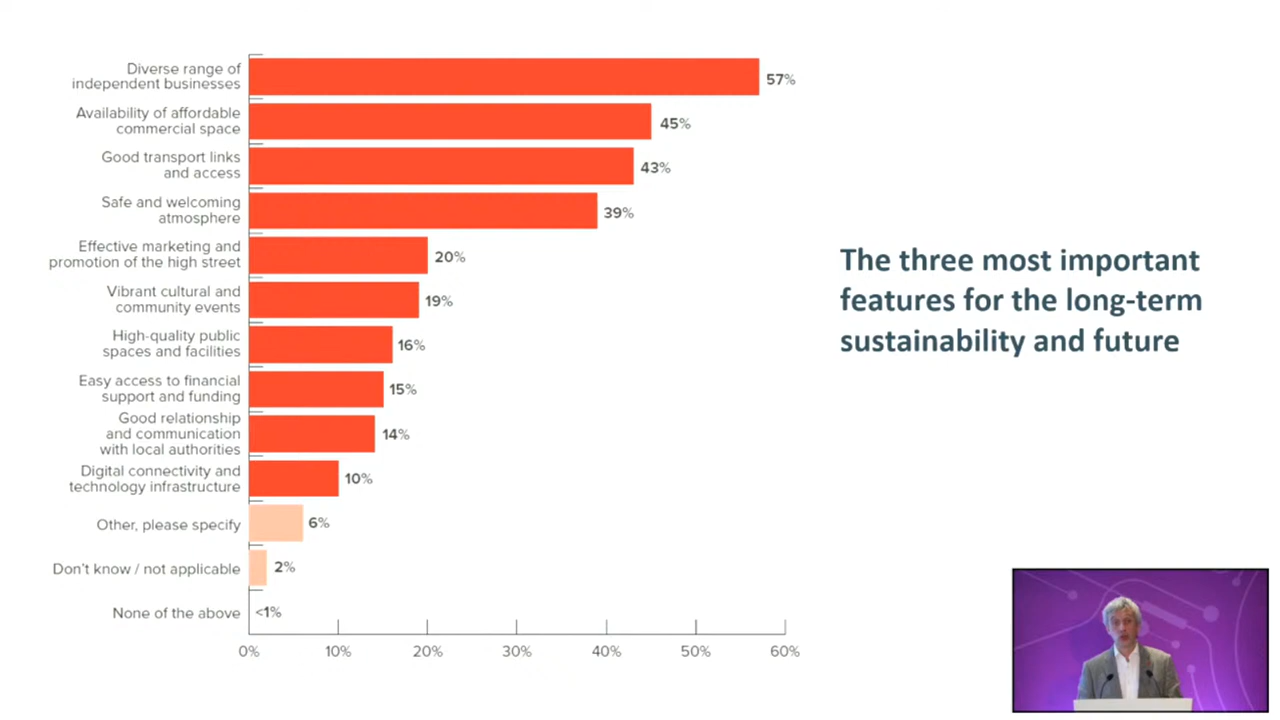 Diverse range of
independent businesses
57%
Availability of affordable
commercial space
45%
Good transport links
and access
43%
Safe and welcoming
atmosphere
39%
Effective marketing and
promotion of the high street
20%
Vibrant cultural and
community events
19%
High-quality public
spaces and facilities
16%
Easy access to financial
support and funding
15%
Good relationship
and communication
with local authorities
14%
Digital connectivity and
technology infrastructure
10%
Other, please specify
6%
Don't know / not applicable
2%
None of the above
<1%
0% 10% 20% 30% 40% 50% 60%
The three most important
features for the long-term
sustainability and future